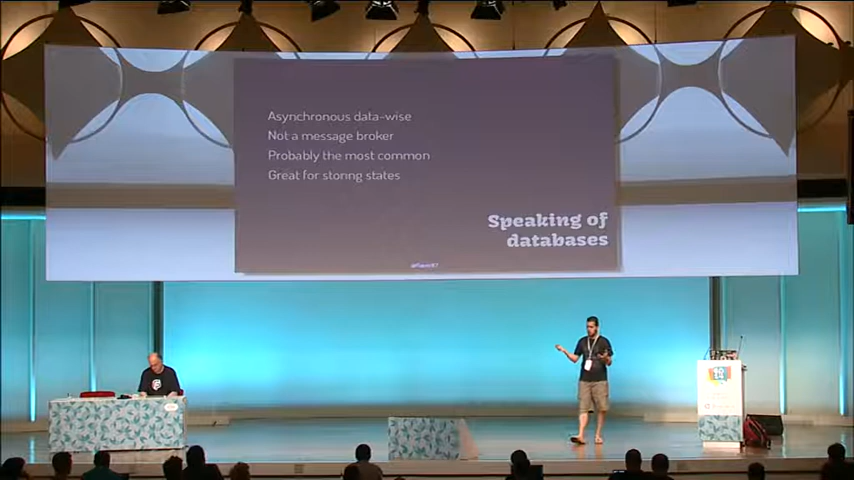 Asynchronous data-wise
Not a message broker
Probably the most common
Great for storing states
Speaking of
databases